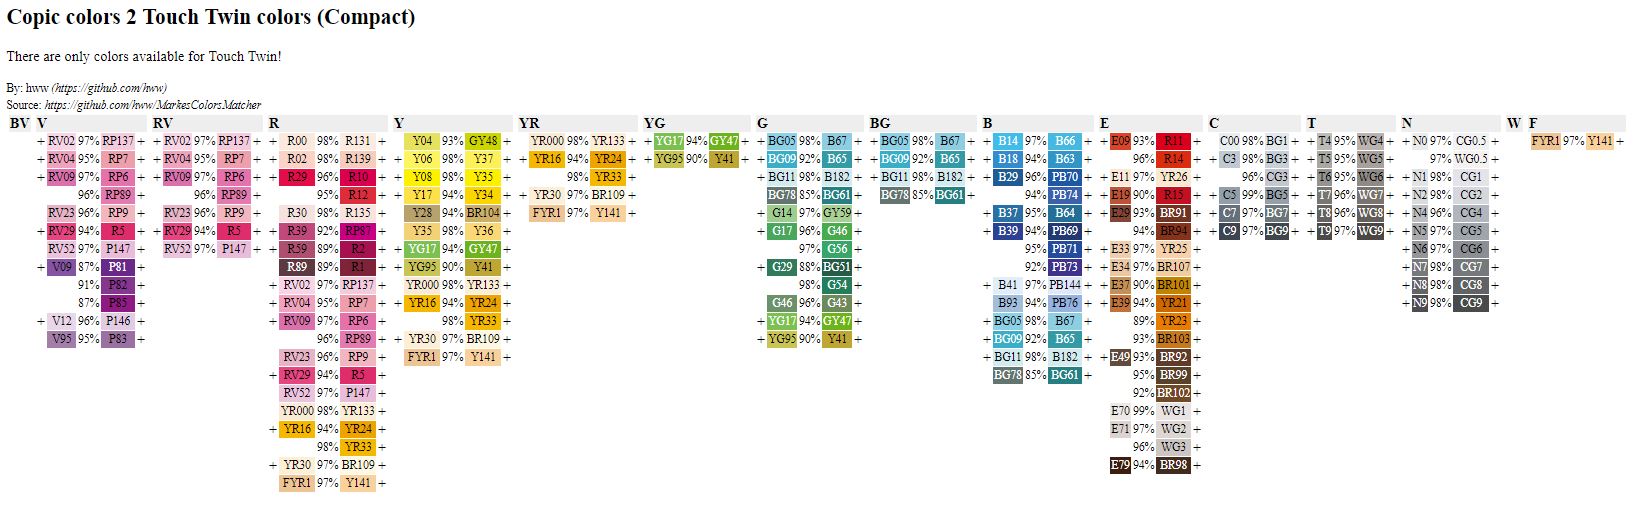 Copic colors 2 Touch Twin colors (Compact)
There are only colors available for Touch Twin!
By: hww (https://github.com/hww)
Source: https://github.com/hww/MarkesColorsMatcher
BV V RV R Y YR YG G BG B E C T N W F
+ RV02 97% RP137 + + RV02 97% RP137 + + R00 98% R131 + + Y04 93% GY48 + + YR000 98% YR133 + + YG17 94% GY47 + + BG05 98% B67 + + BG05 98% B67 + + B14 97% B66 + + E09 93% R11 + + C00 98% BG1 + + T4 95% WG4 + + N0 97% CG0.5 + + FYR1 97% Y141 +
+ RV04 95% RP7 + + RV04 95% RP7 + + R02 98% R139 + + Y06 98% Y37 + + YR16 94% YR24 + + YG95 90% Y41 + + BG09 92% B65 + + BG09 92% B65 + + B18 94% B63 + 96% R14 + + C3 98% BG3 + + T5 95% WG5 + 97% WG0.5 +
+ RV09 97% RP6 + + RV09 97% RP6 + + R29 96% R10 + + Y08 98% Y35 + 98% YR33 + + BG11 98% B182 + + BG11 98% B182 + + B29 96% PB70 + + E11 97% YR26 + 96% CG3 + + T6 95% WG6 + + N1 98% CG1 +
96% RP89 + 96% RP89 + 95% R12 + + Y17 94% Y34 + + YR30 97% BR109 + + BG78 85% BG61 + + BG78 85% BG61 + 94% PB74 + + E19 90% R15 + + C5 99% BG5 + + T7 96% WG7 + + N2 98% CG2 +
+ RV23 96% RP9 + + RV23 96% RP9 + + R30 98% R135 + + Y28 94% BR104 + + FYR1 97% Y141 + + G14 97% GY59 + + B37 95% B64 + + E29 93% BR91 + + C7 97% BG7 + + T8 96% WG8 + + N4 96% CG4 +
+ RV29 94% R5 + + RV29 94% R5 + + R39 92% RP87 + + Y35 98% Y36 + + G17 96% G46 + + B39 94% PB69 + 94% BR94 + + C9 97% BG9 + + T9 97% WG9 + + N5 97% CG5 +
+ RV52 97% P147 + + RV52 97% P147 + + R59 89% R2 + + YG17 94% GY47 + 97% G56 + 95% PB71 + + E33 97% YR25 + + N6 97% CG6 +
+ V09 87% P81 + + R89 89% R1 + + YG95 90% Y41 + + G29 88% BG51 + 92% PB73 + + E34 97% BR107 + + N7 98% CG7 +
91% P82 + + RV02 97% RP137 + + YR000 98% YR133 + 98% G54 + + B41 97% PB144 + + E37 90% BR101 + + N8 98% CG8 +
87% P85 + + RV04 95% RP7 + + YR16 94% YR24 + + G46 96% G43 + + B93 94% PB76 + + E39 94% YR21 + + N9 98% CG9 +
+ V12 96% P146 + + RV09 97% RP6 + 98% YR33 + + YG17 94% GY47 + + BG05 98% B67 + 89% YR23 +
+ V95 95% P83 + 96% RP89 + + YR30 97% BR109 + + YG95 90% Y41 + + BG09 92% B65 + 93% BR103 +
+ RV23 96% RP9 + + FYR1 97% Y141 + + BG11 98% B182 + + E49 93% BR92 +
+ RV29 94% R5 + + BG78 85% BG61 + 95% BR99 +
+ RV52 97% P147 + 92% BR102 +
+ YR000 98% YR133 + + E70 99% WG1 +
+ YR16 94% YR24 + + E71 97% WG2 +
98% YR33 + 96% WG3 +
+ YR30 97% BR109 + + E79 94% BR98 +
+ FYR1 97% Y141 +